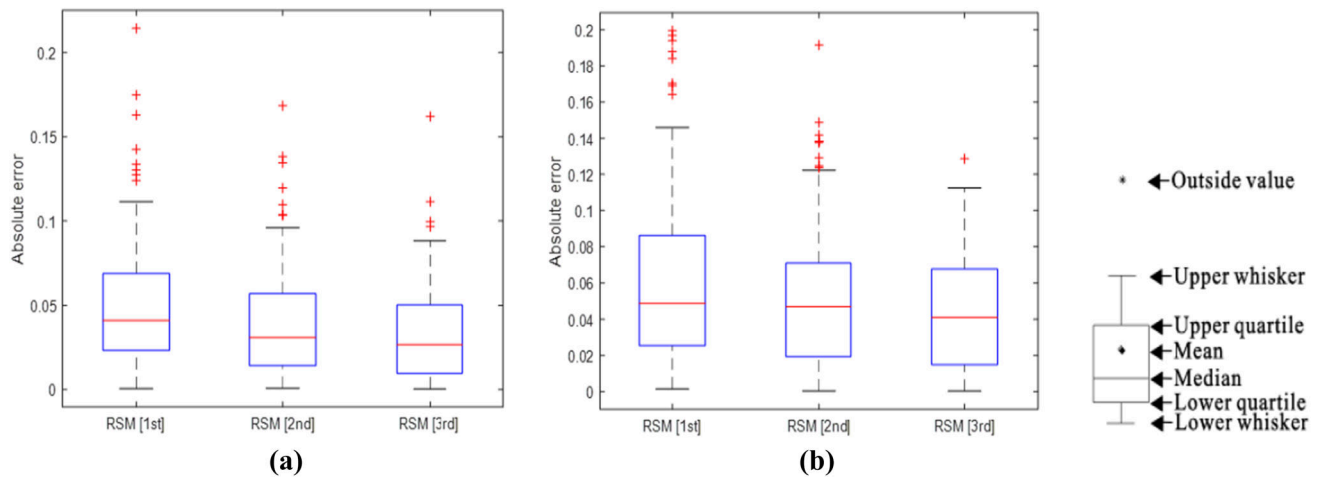 0.2
0.15
0.1
0.05
0
Absolute error
RSM [1st]
RSM [2nd]
RSM [3rd]
(a)
0.2
0.18
0.16
0.14
0.12
0.1
0.08
0.06
0.04
0.02
0
Absolute error
RSM [1st]
RSM [2nd]
RSM [3rd]
(b)
Outside value
Upper whisker
Upper quartile
Mean
Median
Lower quartile
Lower whisker